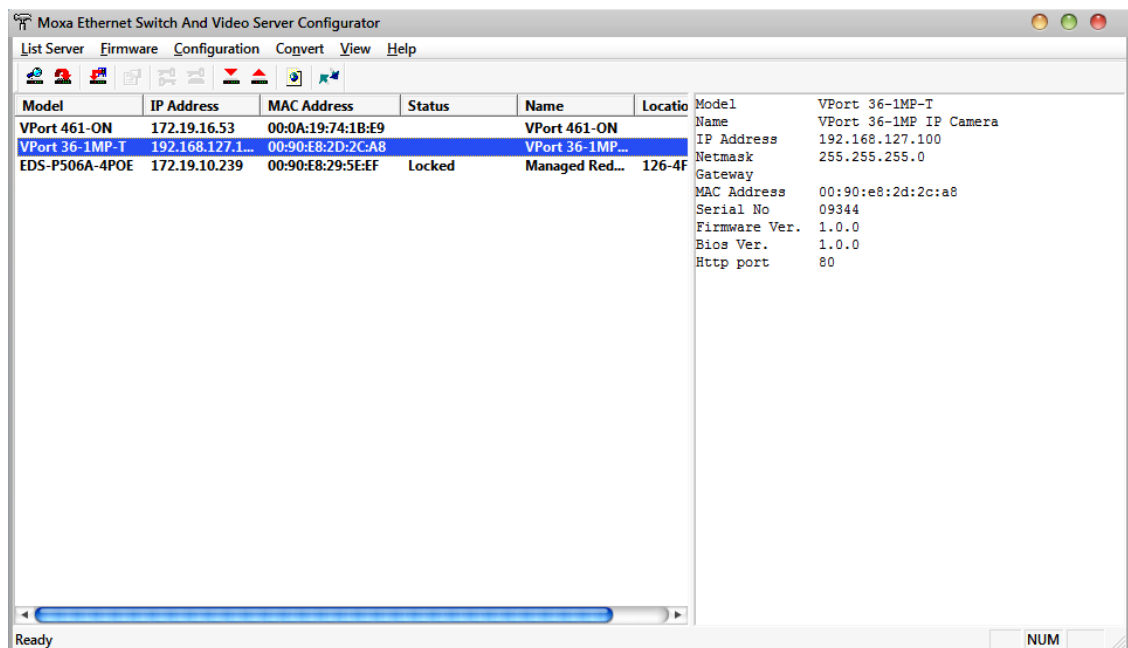 Moxa Ethernet Switch And Video Server Configurator
List Server Firmware Configuration Convert View Help
Model IP Address MAC Address Status Name Locatio
VPort 461-ON 172.19.16.53 00:0A:19:74:1B:E9 VPort 461-ON
VPort 36-1MP-T 192.168.127.1... 00:90:E8:2D:2C:A8 VPort 36-1MP...
EDS-P506A-4POE 172.19.10.239 00:90:E8:29:5E:EF Locked Managed Red... 126-4F
Model VPort 36-1MP-T
Name VPort 36-1MP IP Camera
IP Address 192.168.127.100
Netmask 255.255.255.0
Gateway
MAC Address 00:90:e8:2d:2c:a8
Serial No 09344
Firmware Ver. 1.0.0
Bios Ver. 1.0.0
Http port 80
Ready NUM